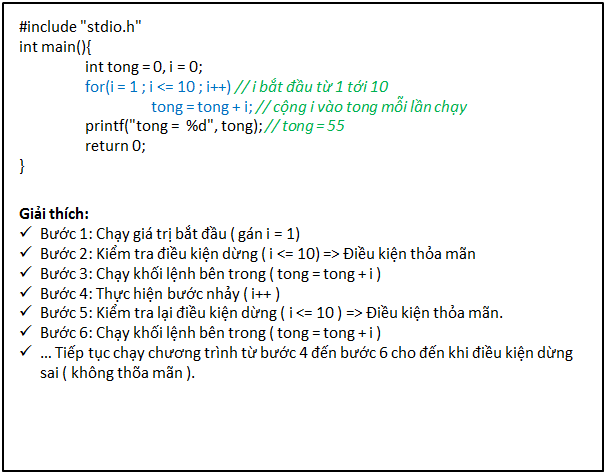 #include "stdio.h"
int main(){
int tong = 0, i = 0;
for(i = 1 ; i <= 10 ; i++) // i bắt đầu từ 1 tới 10
tong = tong + i; // cộng i vào tong mỗi lần chạy
printf("tong = %d", tong); // tong = 55
return 0;
}
Giải thích:
✓ Bước 1: Chạy giá trị bắt đầu ( gán i = 1)
✓ Bước 2: Kiểm tra điều kiện dừng ( i <= 10) => Điều kiện thỏa mãn
✓ Bước 3: Chạy khối lệnh bên trong ( tong = tong + i )
✓ Bước 4: Thực hiện bước nhảy ( i++ )
✓ Bước 5: Kiểm tra lại điều kiện dừng ( i <= 10 ) => Điều kiện thỏa mãn.
✓ Bước 6: Chạy khối lệnh bên trong ( tong = tong + i )
✓ ... Tiếp tục chạy chương trình từ bước 4 đến bước 6 cho đến khi điều kiện dừng
sai ( không thõa mãn ).